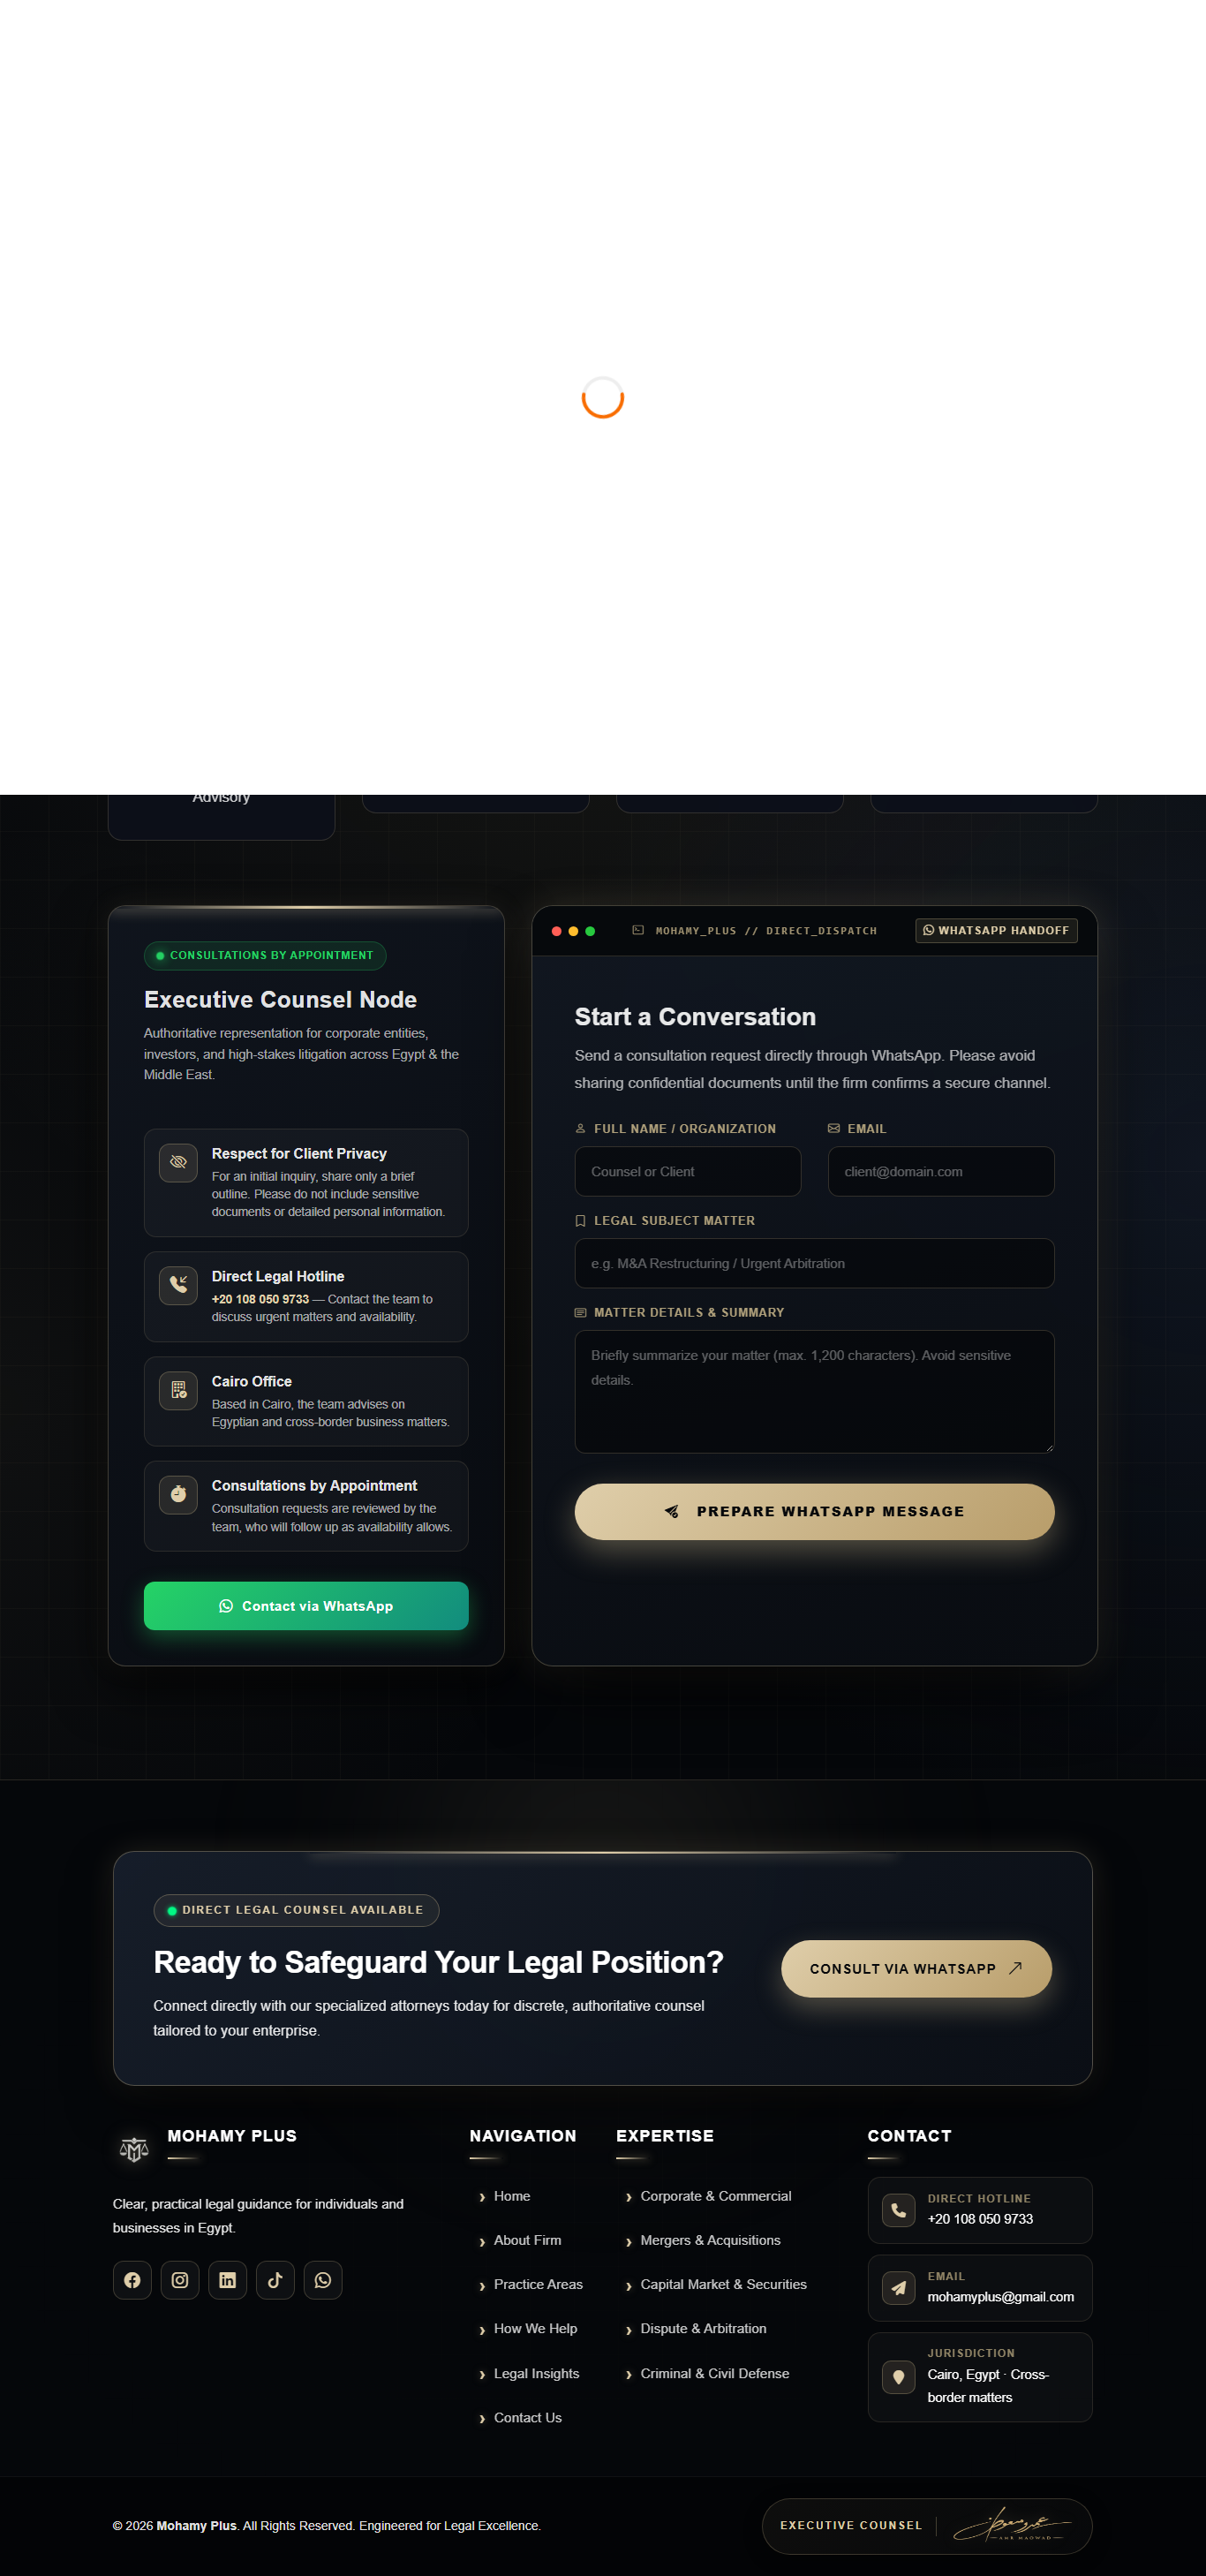 Advisory
CONSULTATIONS BY APPOINTMENT
Executive Counsel Node
Authoritative representation for corporate entities,
investors, and high-stakes litigation across Egypt & the
Middle East.
Respect for Client Privacy
For an initial inquiry, share only a brief
outline. Please do not include sensitive
documents or detailed personal information.
Direct Legal Hotline
+20 108 050 9733 — Contact the team to
discuss urgent matters and availability.
Cairo Office
Based in Cairo, the team advises on
Egyptian and cross-border business matters.
Consultations by Appointment
Consultation requests are reviewed by the
team, who will follow up as availability allows.
Contact via WhatsApp
MOHAMY_PLUS // DIRECT_DISPATCH
WHATSAPP HANDOFF
Start a Conversation
Send a consultation request directly through WhatsApp. Please avoid
sharing confidential documents until the firm confirms a secure channel.
FULL NAME / ORGANIZATION
Counsel or Client
EMAIL
client@domain.com
LEGAL SUBJECT MATTER
e.g. M&A Restructuring / Urgent Arbitration
MATTER DETAILS & SUMMARY
Briefly summarize your matter (max. 1,200 characters). Avoid sensitive
details.
PREPARE WHATSAPP MESSAGE
DIRECT LEGAL COUNSEL AVAILABLE
Ready to Safeguard Your Legal Position?
Connect directly with our specialized attorneys today for discrete, authoritative counsel
tailored to your enterprise.
CONSULT VIA WHATSAPP
MOHAMY PLUS
Clear, practical legal guidance for individuals and
businesses in Egypt.
NAVIGATION
Home
About Firm
Practice Areas
How We Help
Legal Insights
Contact Us
EXPERTISE
Corporate & Commercial
Mergers & Acquisitions
Capital Market & Securities
Dispute & Arbitration
Criminal & Civil Defense
CONTACT
DIRECT HOTLINE
+20 108 050 9733
EMAIL
mohamyplus@gmail.com
JURISDICTION
Cairo, Egypt · Cross-
border matters
© 2026 Mohamy Plus. All Rights Reserved. Engineered for Legal Excellence.
EXECUTIVE COUNSEL